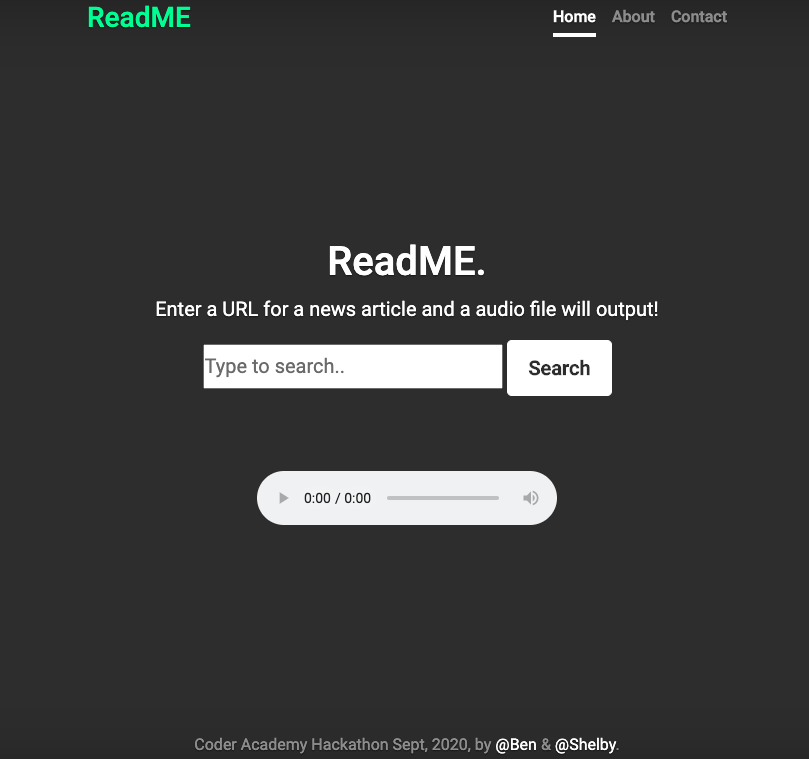 ReadME
Home About Contact
ReadME.
Enter a URL for a news article and a audio file will output!
Type to search..
Search
0:00 / 0:00
Coder Academy Hackathon Sept, 2020, by @Ben & @Shelby.